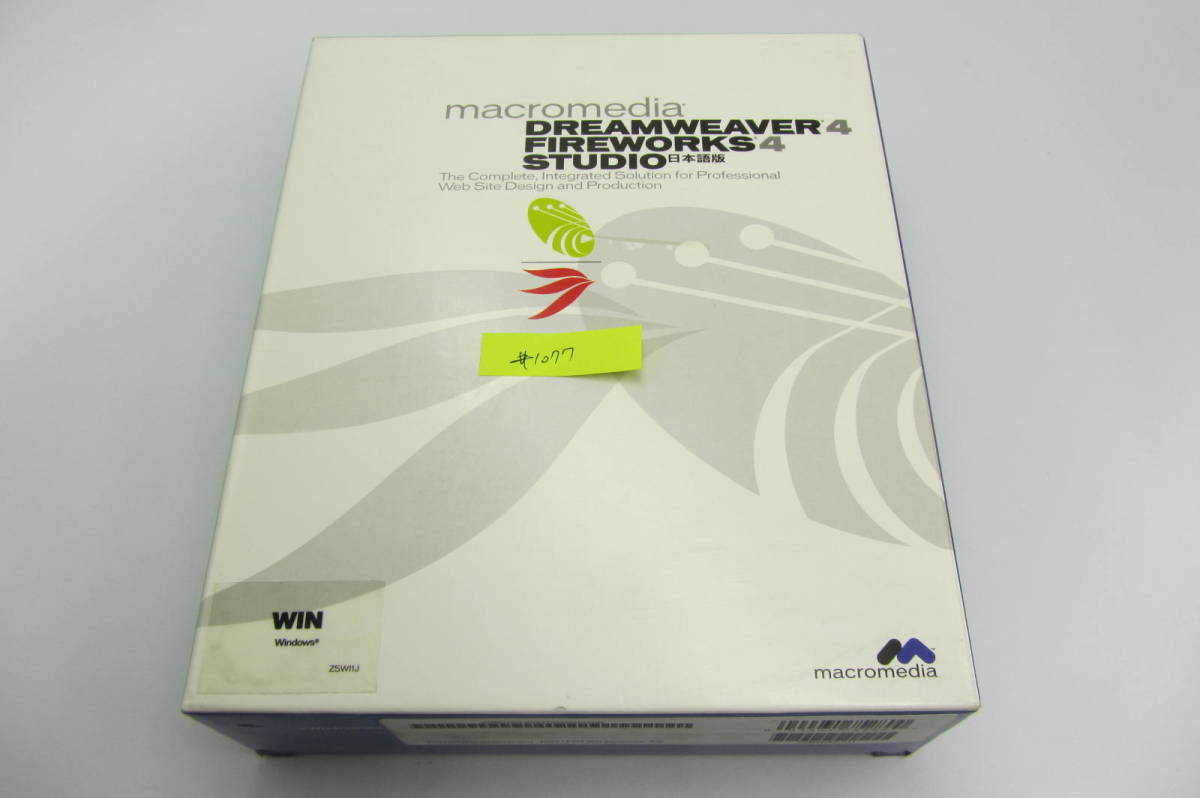 macromedia®
DREAMWEAVER® 4
FIREWORKS® 4
STUDIO 日本語版
The Complete, Integrated Solution for Professional
Web Site Design and Production
#1077
WIN
Windows®
ZSWI1J
macromedia